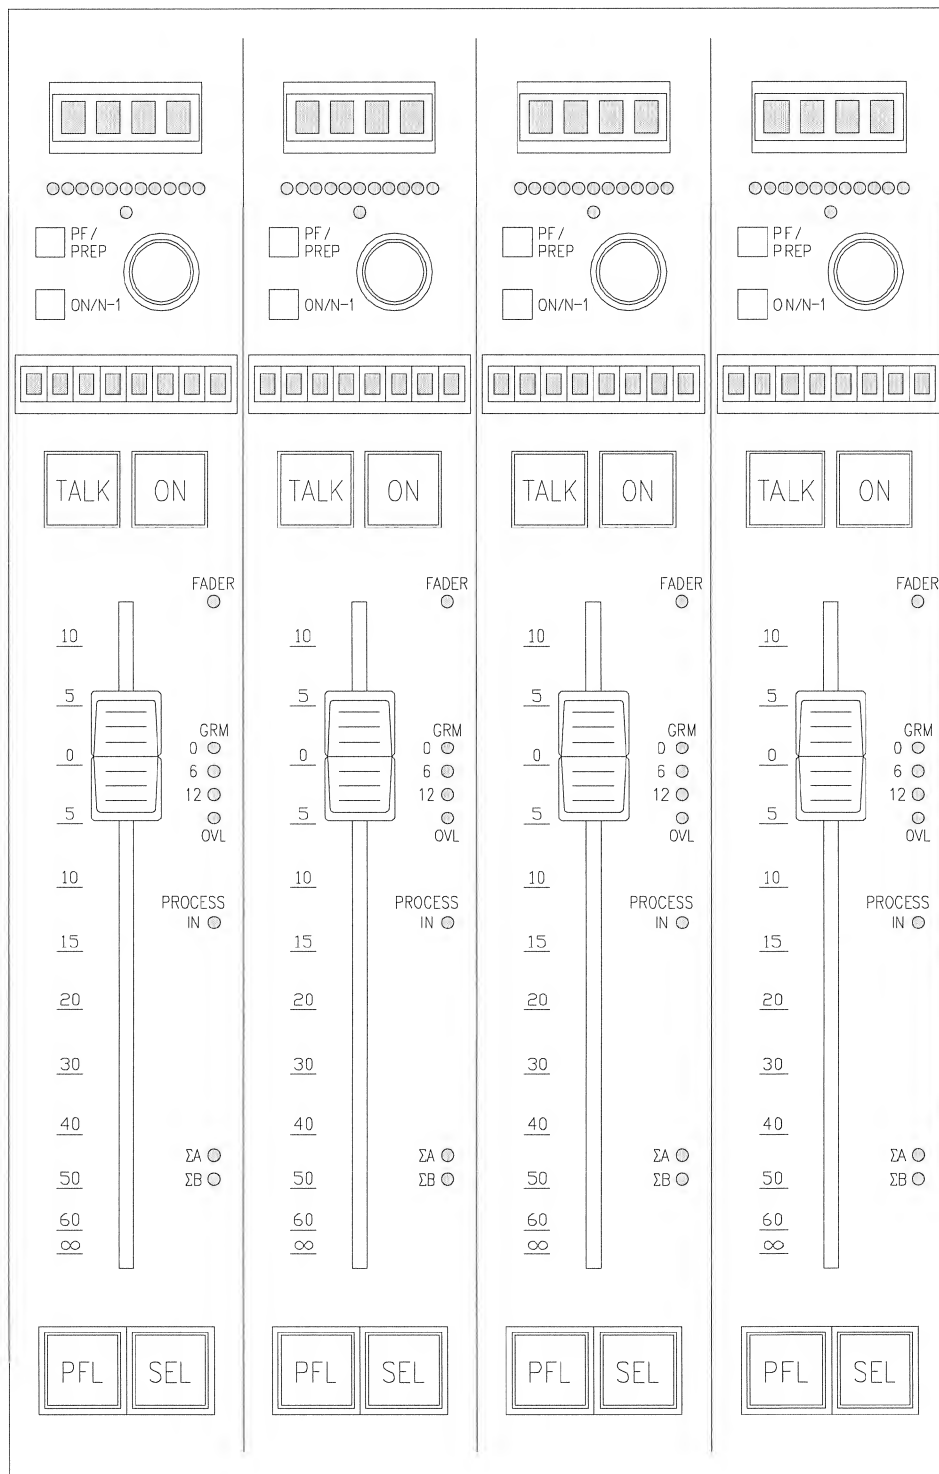 PF/
PREP
ON/N-1
TALK ON
FADER
10
5
GRM
0 0
6
12
5
OVL
10
PROCESS
IN
15
20
30
40
ΣA
50 ΣB
60
∞
PFL SEL
PF/
PREP
ON/N-1
TALK ON
FADER
10
5
GRM
0 0
6
12
5
OVL
10
PROCESS
IN
15
20
30
40
ΣA
50 ΣB
60
∞
PFL SEL
PF/
PREP
ON/N-1
TALK ON
FADER
10
5
GRM
0 0
6
12
5
OVL
10
PROCESS
IN
15
20
30
40
ΣA
50 ΣB
60
∞
PFL SEL
PF/
PREP
ON/N-1
TALK ON
FADER
10
5
GRM
0 0
6
12
5
OVL
10
PROCESS
IN
15
20
30
40
ΣA
50 ΣB
60
∞
PFL SEL